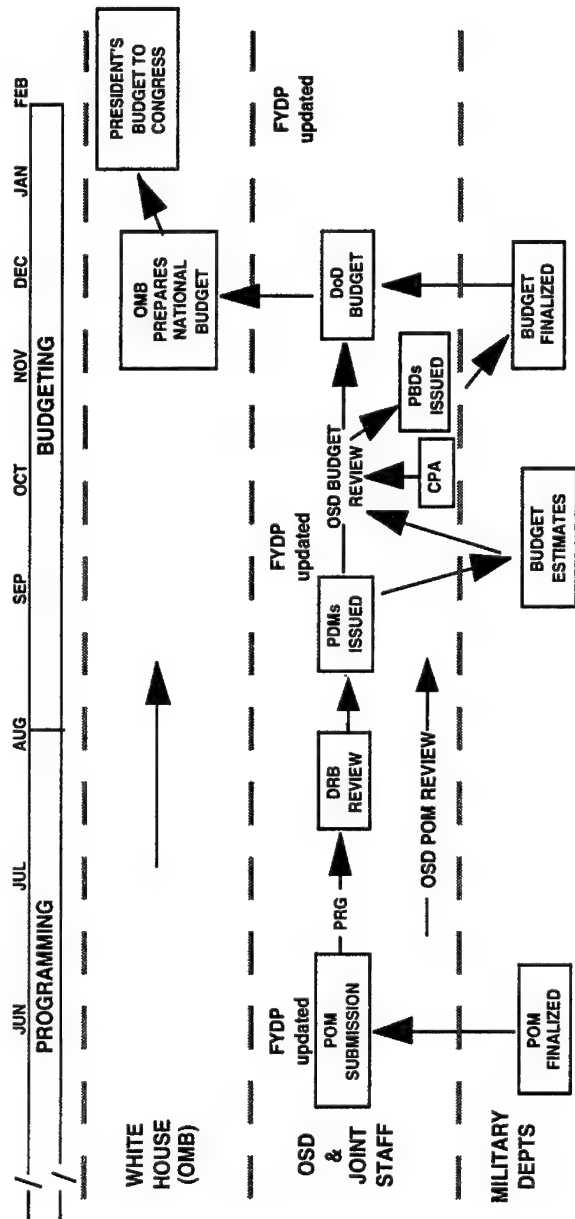 JUN
JUL
AUG
SEP
OCT
NOV
DEC
JAN
FEB
PROGRAMMING
BUDGETING
WHITE
HOUSE
(OMB)
OMB
PREPARES
NATIONAL
BUDGET
PRESIDENT'S
BUDGET TO
CONGRESS
OSD
&
JOINT
STAFF
FYDP
updated
POM
SUBMISSION
PRG
DRB
REVIEW
PDMs
ISSUED
FYDP
updated
OSD BUDGET
REVIEW
CPA
PBDs
ISSUED
DoD
BUDGET
FYDP
updated
OSD POM REVIEW
MILITARY
DEPTS
POM
FINALIZED
BUDGET
ESTIMATES
BUDGET
FINALIZED